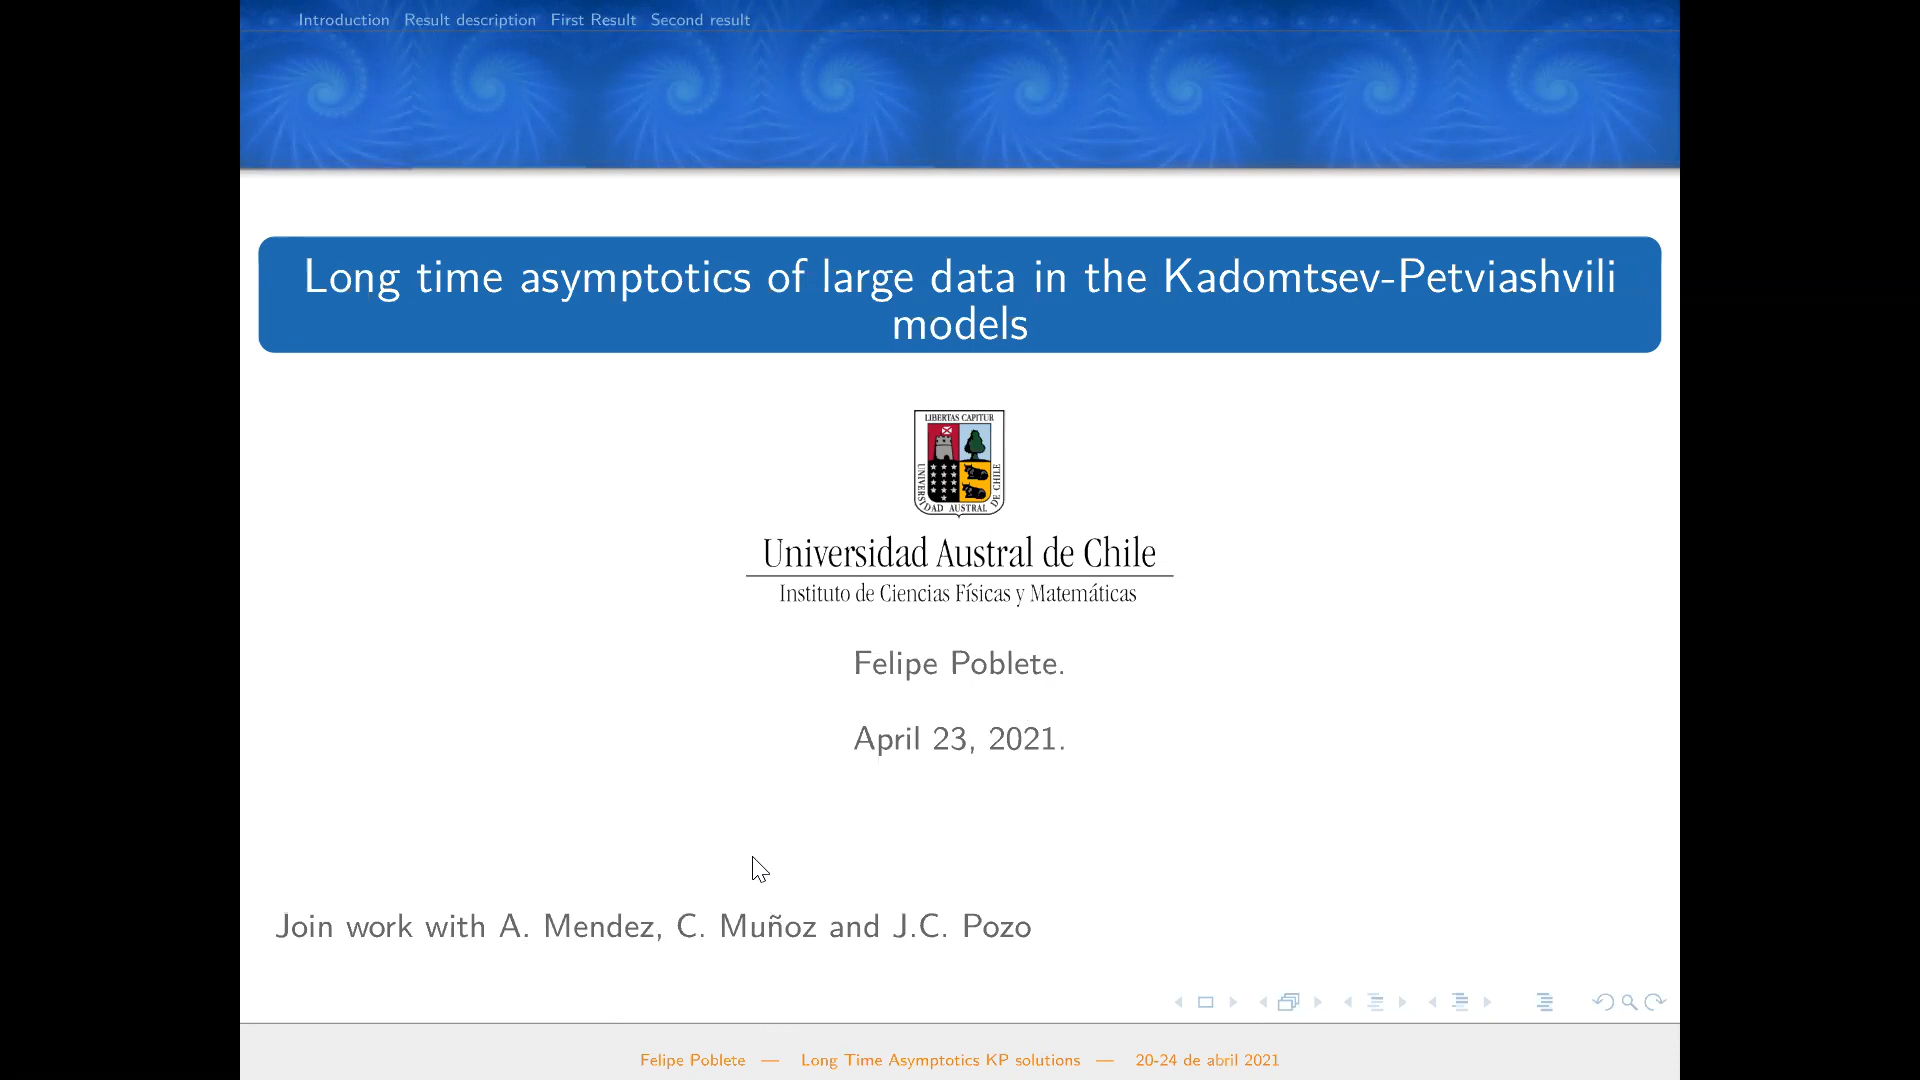 Introduction Result description First Result Second result
Long time asymptotics of large data in the Kadomtsev-Petviashvili
models
LIBERTAS CAPITUR
UNIVERSIDAD AUSTRAL DE CHILE
Universidad Austral de Chile
Instituto de Ciencias Físicas y Matemáticas
Felipe Poblete.
April 23, 2021.
Join work with A. Mendez, C. Muñoz and J.C. Pozo
Felipe Poblete — Long Time Asymptotics KP solutions — 20-24 de abril 2021